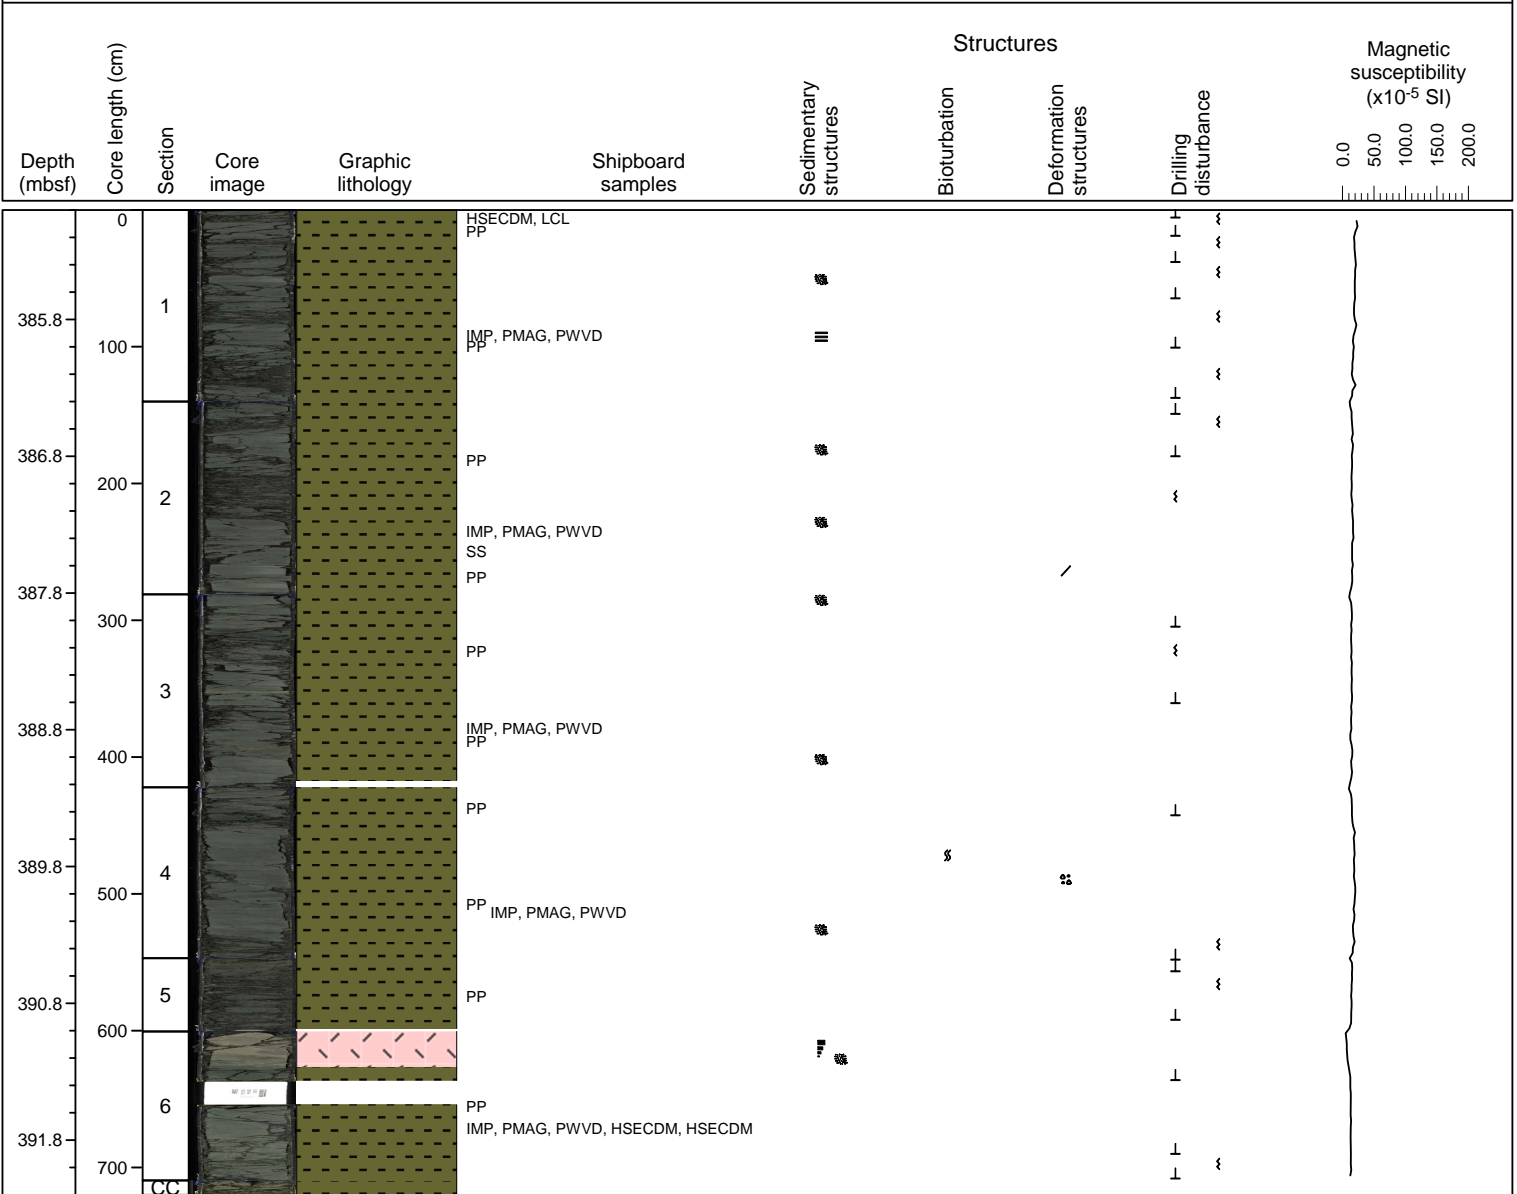 Structures
Depth
(mbsf)
Core length (cm)
Section
Core
image
Graphic
lithology
Shipboard
samples
Sedimentary
structures
Bioturbation
Deformation
structures
Drilling
disturbance
Magnetic
susceptibility
(x10-5 SI)
0.0
50.0
100.0
150.0
200.0
0
HSECDM, LCL
PP
1
385.8
IMP, PMAG, PWVD
100
PP
386.8
PP
200
2
IMP, PMAG, PWVD
SS
PP
387.8
300
PP
3
388.8
IMP, PMAG, PWVD
PP
400
PP
389.8
4
500
PP
IMP, PMAG, PWVD
5
PP
390.8
600
6
PP
IMP, PMAG, PWVD, HSECDM, HSECDM
391.8
700
CC